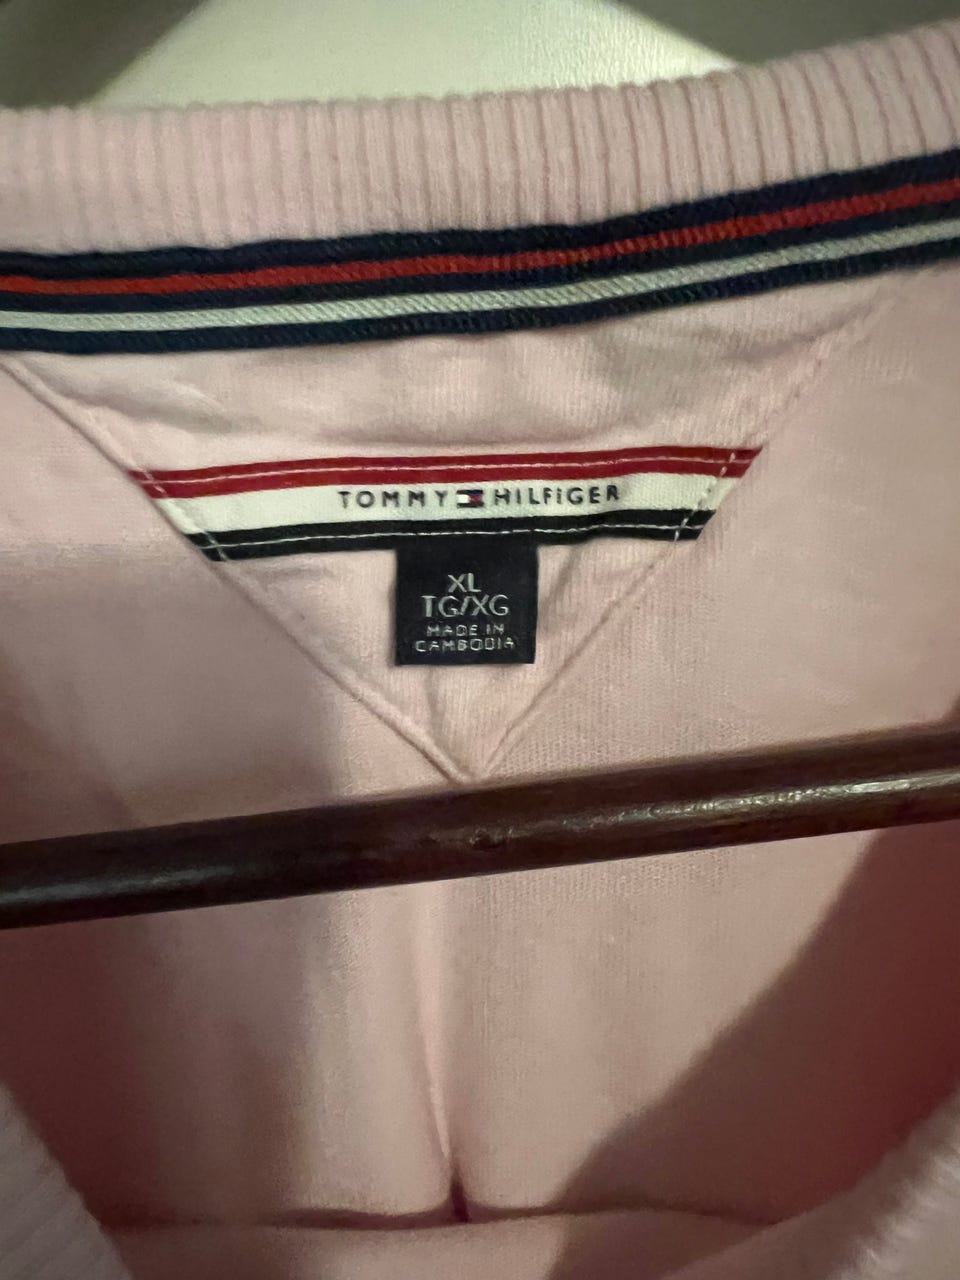 TOMMY HILFIGER
XL
TG/XG
MADE IN
CAMBODIA